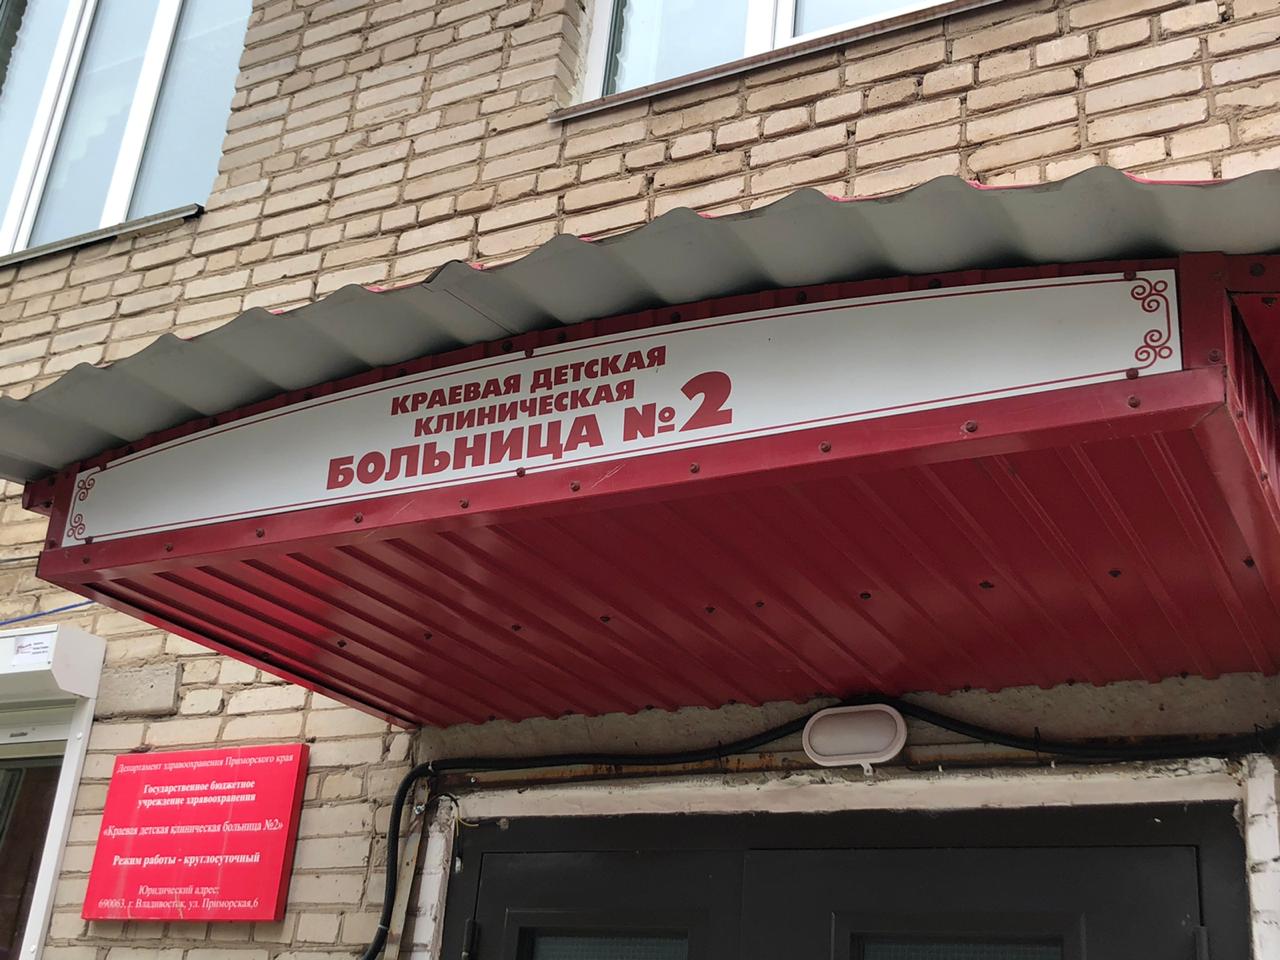 КРАЕВАЯ ДЕТСКАЯ
КЛИНИЧЕСКАЯ
БОЛЬНИЦА №2
Департамент здравоохранения Приморского края
Государственное бюджетное
учреждение здравоохранения
«Краевая детская клиническая больница №2»
Режим работы - круглосуточный
Юридический адрес:
690063, г. Владивосток, ул. Приморская,6